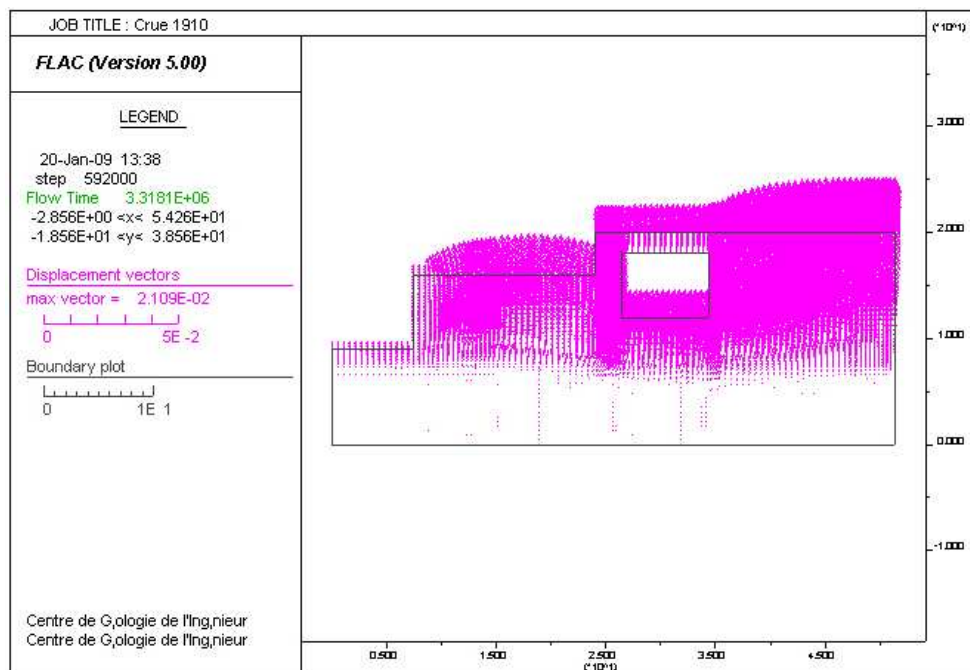 JOB TITLE : Crue 1910
FLAC (Version 5.00)
LEGEND
20-Jan-09 13:38
step 592000
Flow Time 3.3181E+06
-2.856E+00 <x< 5.426E+01
-1.856E+01 <y< 3.856E+01
Displacement vectors
max vector = 2.109E-02
0 5E -2
Boundary plot
0 1E 1
Centre de G,ologie de l'Ing,nieur
Centre de G,ologie de l'Ing,nieur
(*10^1)
3.000
2.000
1.000
0.000
-1.000
0.500 1.500 2.500 3.500 4.500
(*10^1)